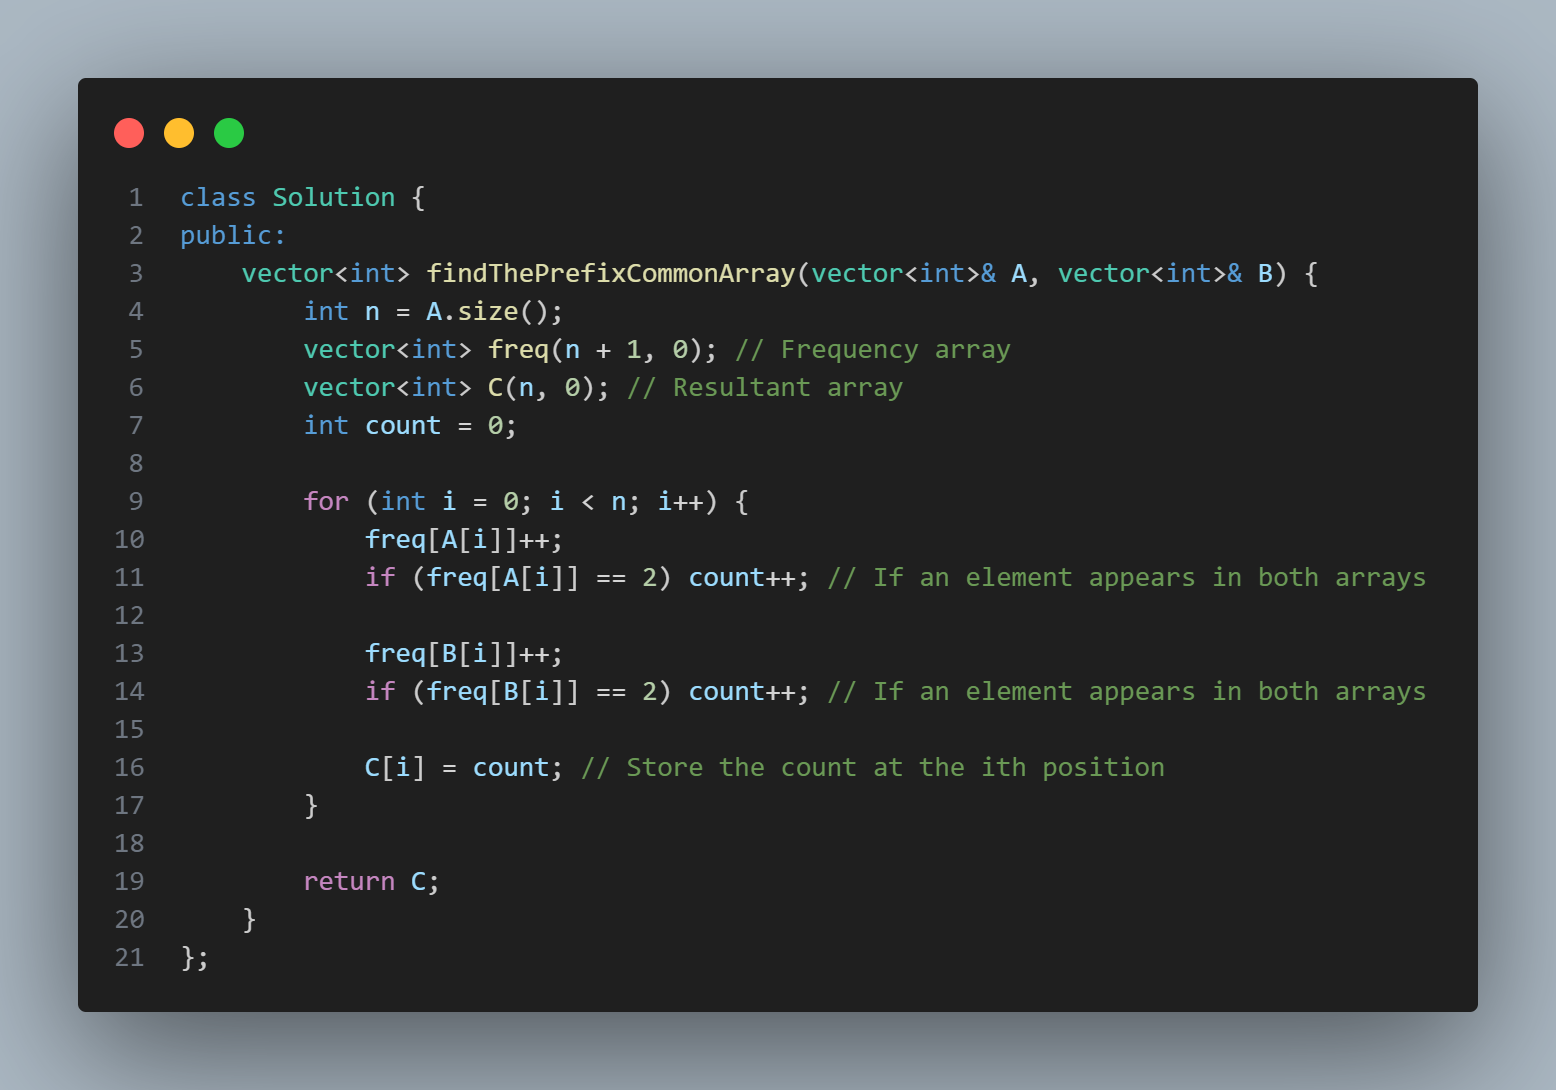 1 class Solution {
2 public:
3     vector<int> findThePrefixCommonArray(vector<int>& A, vector<int>& B) {
4         int n = A.size();
5         vector<int> freq(n + 1, 0); // Frequency array
6         vector<int> C(n, 0); // Resultant array
7         int count = 0;
8
9         for (int i = 0; i < n; i++) {
10             freq[A[i]]++;
11             if (freq[A[i]] == 2) count++; // If an element appears in both arrays
12
13             freq[B[i]]++;
14             if (freq[B[i]] == 2) count++; // If an element appears in both arrays
15
16             C[i] = count; // Store the count at the ith position
17         }
18
19         return C;
20     }
21 };